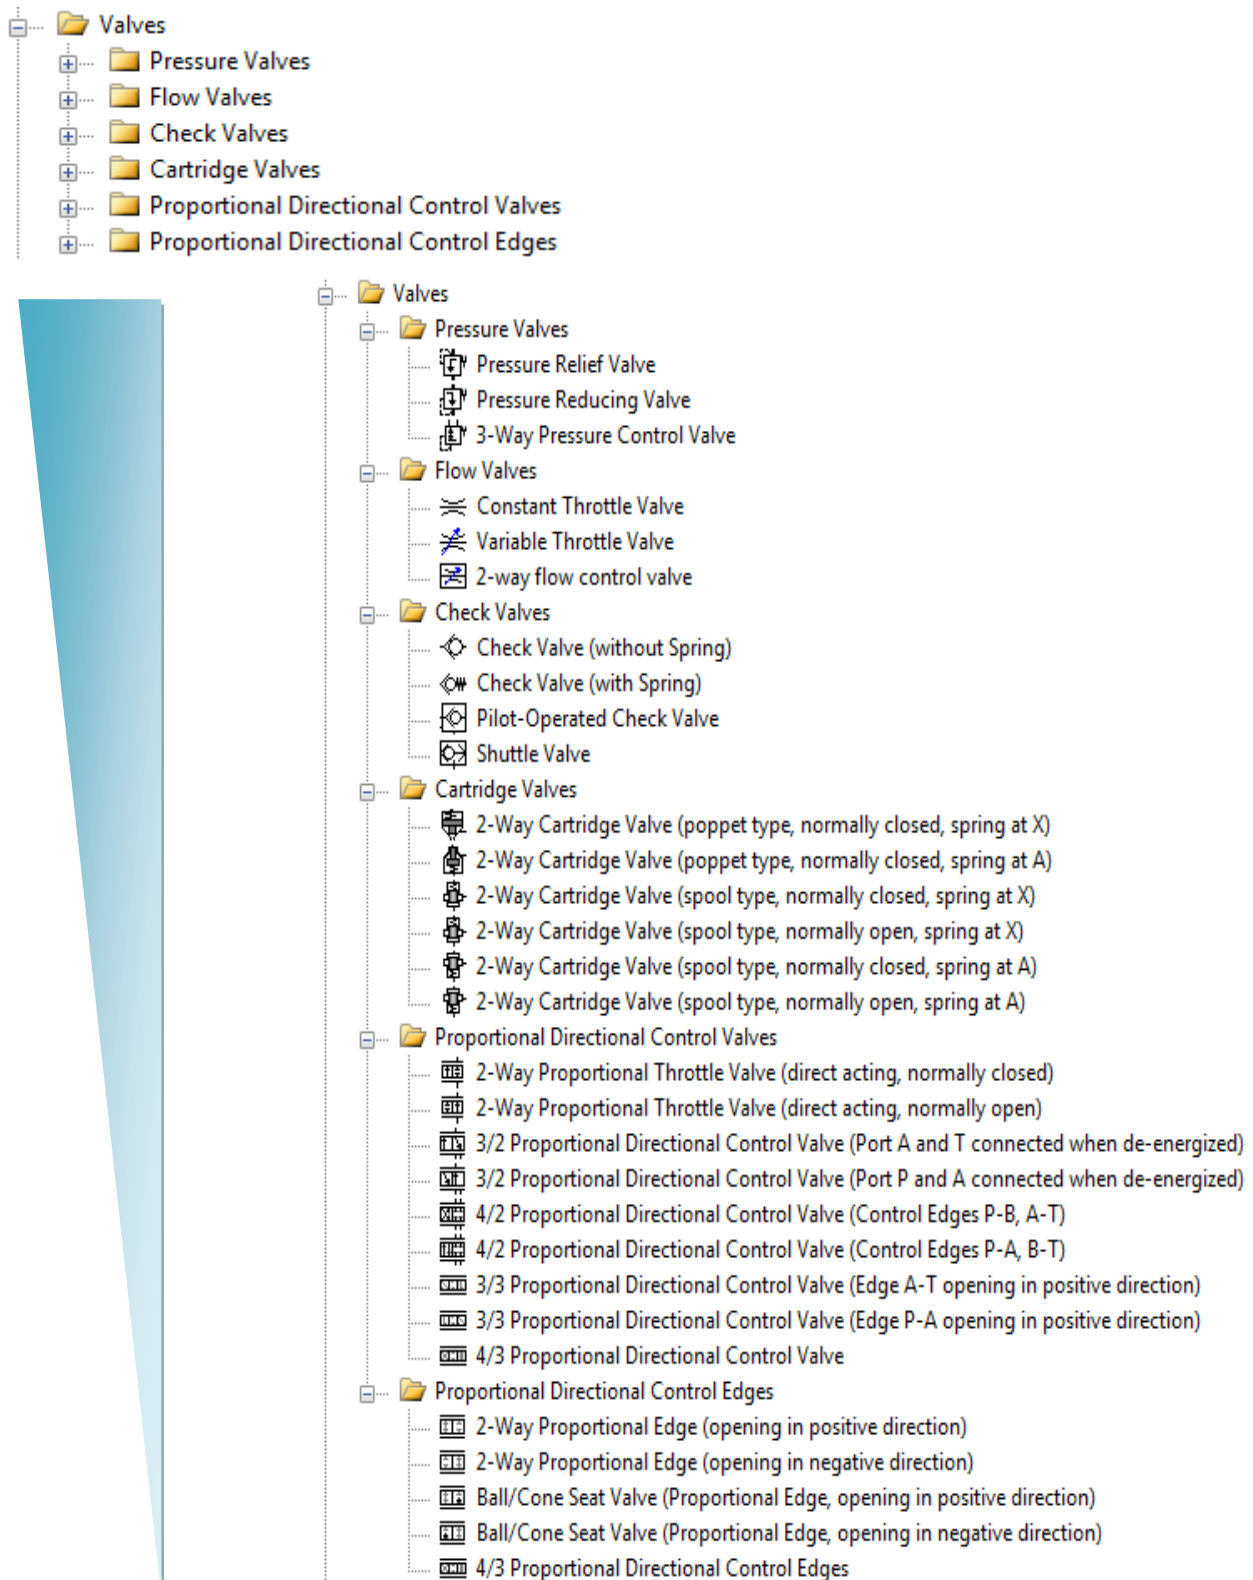 Valves
Pressure Valves
Flow Valves
Check Valves
Cartridge Valves
Proportional Directional Control Valves
Proportional Directional Control Edges
Valves
Pressure Valves
Pressure Relief Valve
Pressure Reducing Valve
3-Way Pressure Control Valve
Flow Valves
Constant Throttle Valve
Variable Throttle Valve
2-way flow control valve
Check Valves
Check Valve (without Spring)
Check Valve (with Spring)
Pilot-Operated Check Valve
Shuttle Valve
Cartridge Valves
2-Way Cartridge Valve (poppet type, normally closed, spring at X)
2-Way Cartridge Valve (poppet type, normally closed, spring at A)
2-Way Cartridge Valve (spool type, normally closed, spring at X)
2-Way Cartridge Valve (spool type, normally open, spring at X)
2-Way Cartridge Valve (spool type, normally closed, spring at A)
2-Way Cartridge Valve (spool type, normally open, spring at A)
Proportional Directional Control Valves
2-Way Proportional Throttle Valve (direct acting, normally closed)
2-Way Proportional Throttle Valve (direct acting, normally open)
3/2 Proportional Directional Control Valve (Port A and T connected when de-energized)
3/2 Proportional Directional Control Valve (Port P and A connected when de-energized)
4/2 Proportional Directional Control Valve (Control Edges P-B, A-T)
4/2 Proportional Directional Control Valve (Control Edges P-A, B-T)
3/3 Proportional Directional Control Valve (Edge A-T opening in positive direction)
3/3 Proportional Directional Control Valve (Edge P-A opening in positive direction)
4/3 Proportional Directional Control Valve
Proportional Directional Control Edges
2-Way Proportional Edge (opening in positive direction)
2-Way Proportional Edge (opening in negative direction)
Ball/Cone Seat Valve (Proportional Edge, opening in positive direction)
Ball/Cone Seat Valve (Proportional Edge, opening in negative direction)
4/3 Proportional Directional Control Edges